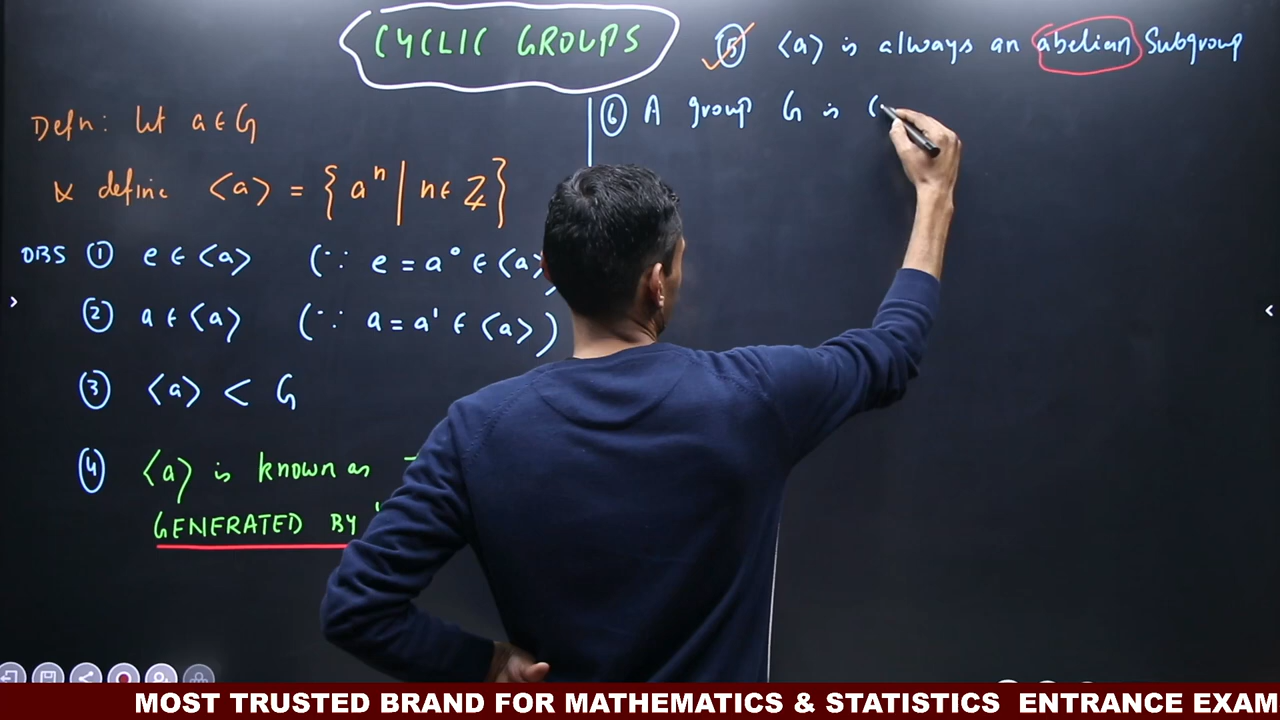 CYCLIC GROUPS
Defn: let a ∈ G
& define <a> = { aⁿ | n ∈ ℤ }
OBS ① e ∈ <a> (∵ e = a⁰ ∈ <a>)
② a ∈ <a> (∵ a = a¹ ∈ <a>)
③ <a> < G
④ <a> is known as
GENERATED BY "
⑤ <a> is always an abelian Subgroup
⑥ A group G is
MOST TRUSTED BRAND FOR MATHEMATICS & STATISTICS ENTRANCE EXAM